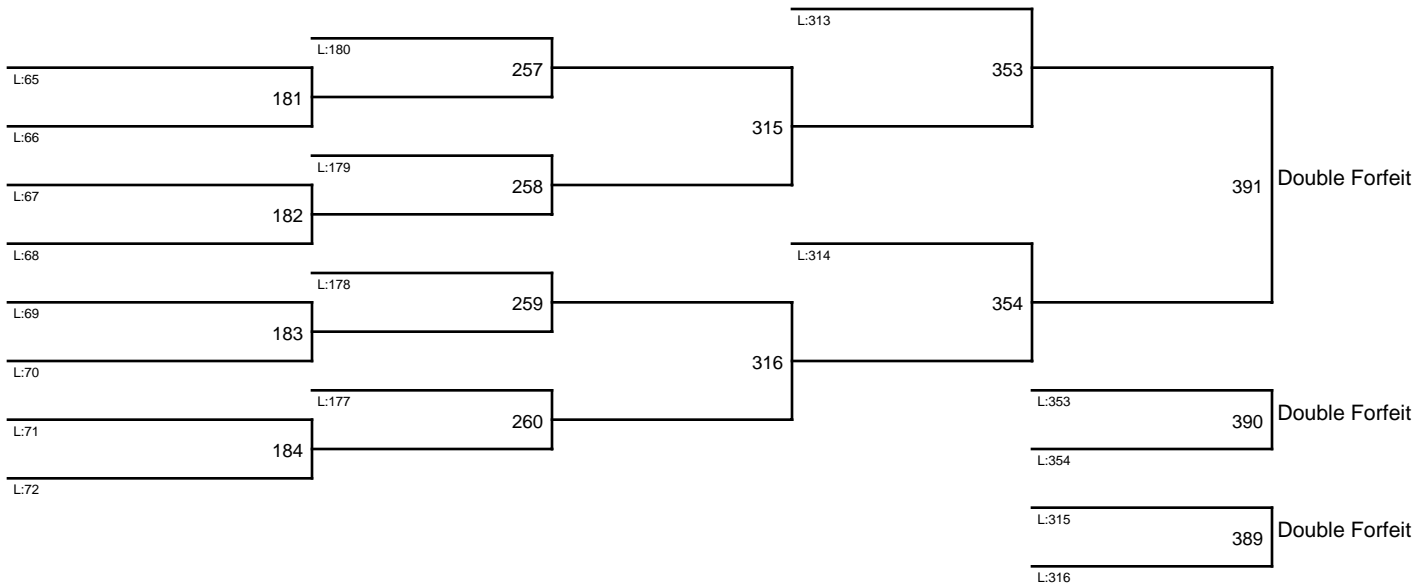 L:313
L:180
257
353
L:65
181
L:66
315
L:179
L:67
258
391 Double Forfeit
182
L:68
L:314
L:178
L:69
259
354
183
L:70
316
L:177
L:353
L:71
260
390 Double Forfeit
184
L:354
L:72
L:315
389 Double Forfeit
L:316